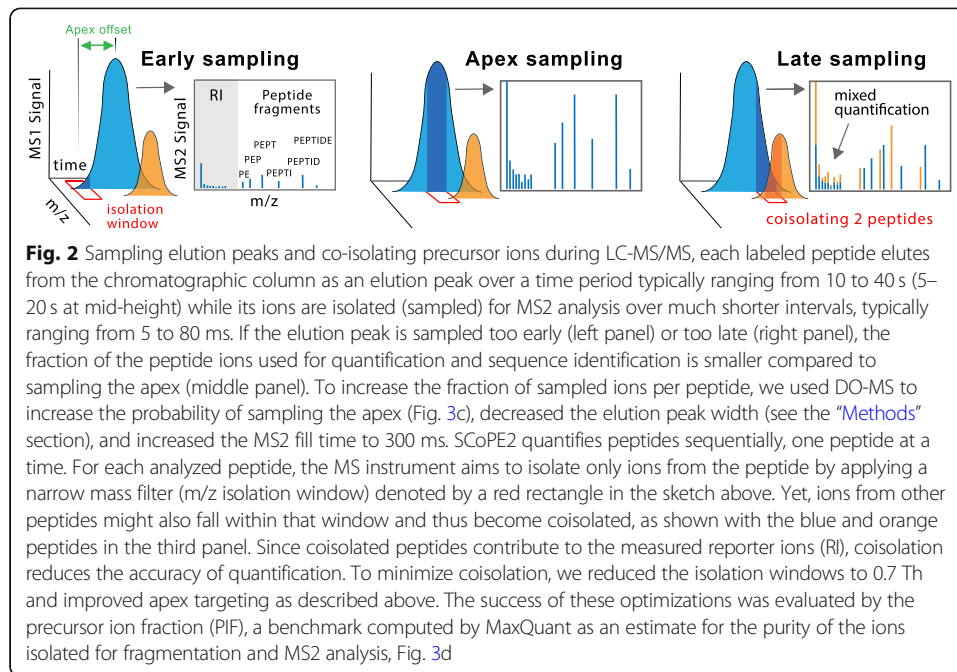 Apex offset
Early sampling
Apex sampling
Late sampling
MS1 Signal
time
m/z
isolation
window
MS2 Signal
RI
Peptide
fragments
PEPT
PEPTIDE
PEP
PEPTID
PE
PEPTI
m/z
mixed
quantification
coisolating 2 peptides
Fig. 2 Sampling elution peaks and co-isolating precursor ions during LC-MS/MS, each labeled peptide elutes
from the chromatographic column as an elution peak over a time period typically ranging from 10 to 40 s (5–
20 s at mid-height) while its ions are isolated (sampled) for MS2 analysis over much shorter intervals, typically
ranging from 5 to 80 ms. If the elution peak is sampled too early (left panel) or too late (right panel), the
fraction of the peptide ions used for quantification and sequence identification is smaller compared to
sampling the apex (middle panel). To increase the fraction of sampled ions per peptide, we used DO-MS to
increase the probability of sampling the apex (Fig. 3c), decreased the elution peak width (see the “Methods”
section), and increased the MS2 fill time to 300 ms. SCoPE2 quantifies peptides sequentially, one peptide at a
time. For each analyzed peptide, the MS instrument aims to isolate only ions from the peptide by applying a
narrow mass filter (m/z isolation window) denoted by a red rectangle in the sketch above. Yet, ions from other
peptides might also fall within that window and thus become coisolated, as shown with the blue and orange
peptides in the third panel. Since coisolated peptides contribute to the measured reporter ions (RI), coisolation
reduces the accuracy of quantification. To minimize coisolation, we reduced the isolation windows to 0.7 Th
and improved apex targeting as described above. The success of these optimizations was evaluated by the
precursor ion fraction (PIF), a benchmark computed by MaxQuant as an estimate for the purity of the ions
isolated for fragmentation and MS2 analysis, Fig. 3d